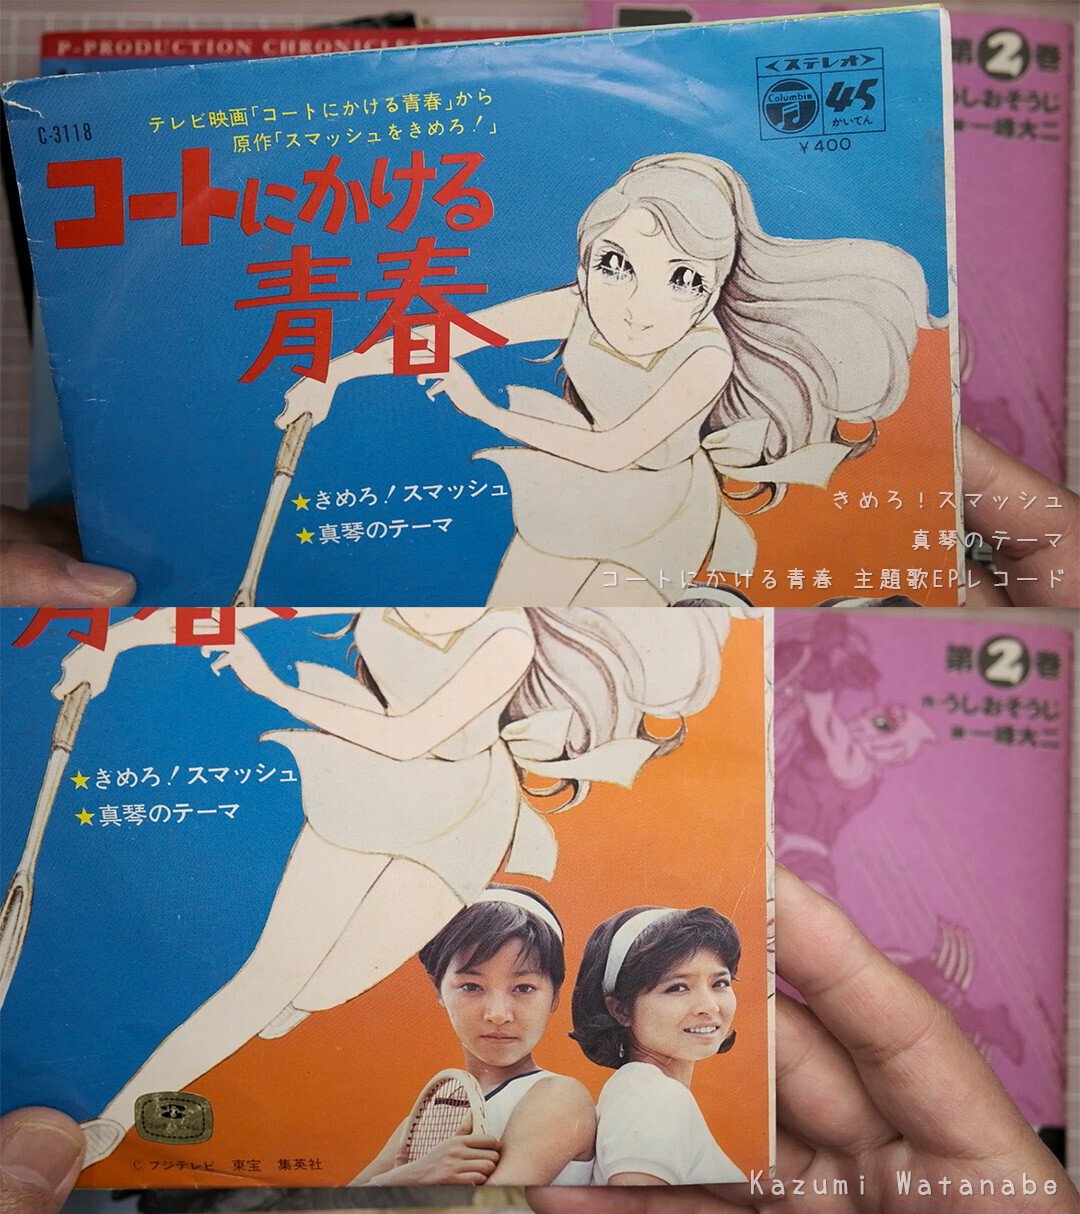 P-PRODUCTION CHRONICLE
C-3118
テレビ映画「コートにかける青春」から
原作「スマッシュをきめろ!」
コートにかける
青春
<ステレオ>
Columbia
45
かいてん
¥400
★きめろ!スマッシュ
★真琴のテーマ
第2巻
うしおそうじ
一峰大二
きめろ!スマッシュ
真琴のテーマ
コートにかける青春 主題歌EPレコード
青春
★きめろ!スマッシュ
★真琴のテーマ
C フジテレビ 東宝 集英社
第2巻
作・うしおそうじ
画・一峰大二
Kazumi Watanabe